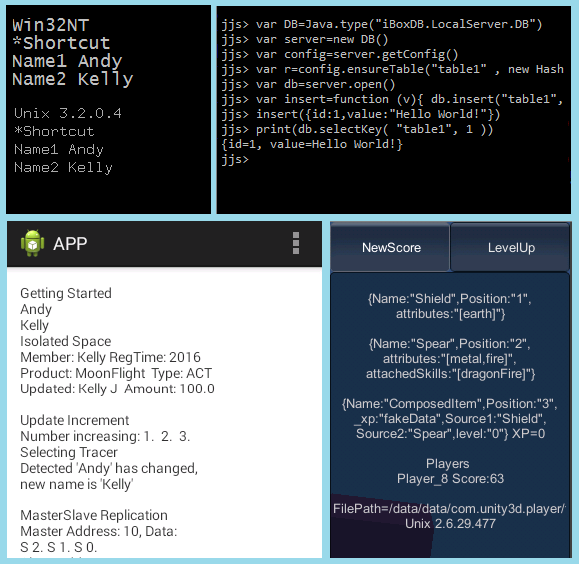 Win32NT
*Shortcut
Name1 Andy
Name2 Kelly
Unix 3.2.0.4
*Shortcut
Name1 Andy
Name2 Kelly
jjs> var DB=Java.type("iBoxDB.LocalServer.DB")
jjs> var server=new DB()
jjs> var config=server.getConfig()
jjs> var r=config.ensureTable("table1" , new Hash
jjs> var db=server.open()
jjs> var insert=function (v){ db.insert("table1",
jjs> insert({id:1,value:"Hello World!"})
jjs> print(db.selectKey( "table1", 1 ))
{id=1, value=Hello World!}
jjs>
APP
Getting Started
Andy
Kelly
Isolated Space
Member: Kelly RegTime: 2016
Product: MoonFlight Type: ACT
Updated: Kelly J Amount: 100.0
Update Increment
Number increasing: 1. 2. 3.
Selecting Tracer
Detected 'Andy' has changed,
new name is 'Kelly'
MasterSlave Replication
Master Address: 10, Data:
S 2. S 1. S 0.
NewScore
LevelUp
{Name:"Shield",Position:"1",
attributes:"[earth]"}
{Name:"Spear",Position:"2",
attributes:"[metal,fire]",
attachedSkills:"[dragonFire]"}
{Name:"ComposedItem",Position:"3",
_xp:"fakeData",Source1:"Shield",
Source2:"Spear",level:"0"} XP=0
Players
Player_8 Score:63
FilePath=/data/data/com.unity3d.player/
Unix 2.6.29.477